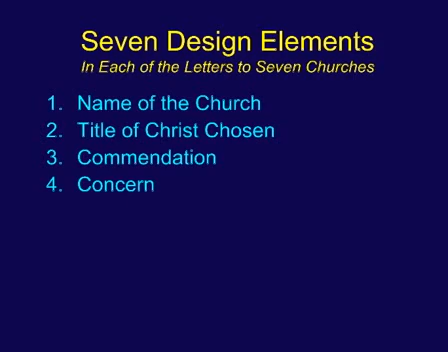 Seven Design Elements
In Each of the Letters to Seven Churches
1. Name of the Church
2. Title of Christ Chosen
3. Commendation
4. Concern